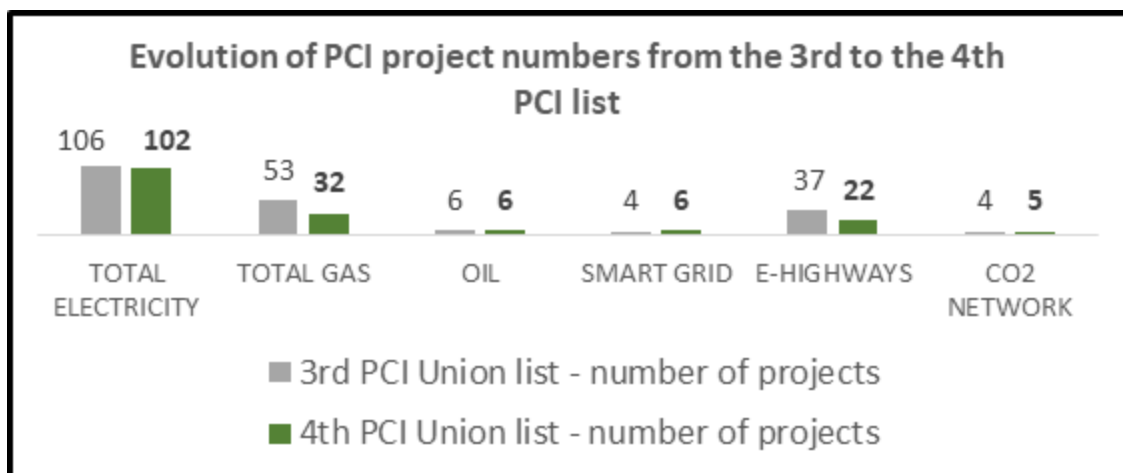 Evolution of PCI project numbers from the 3rd to the 4th
PCI list
106 102
53 32
6 6
4 6
37 22
4 5
TOTAL ELECTRICITY
TOTAL GAS
OIL
SMART GRID
E-HIGHWAYS
CO2 NETWORK
3rd PCI Union list - number of projects
4th PCI Union list - number of projects